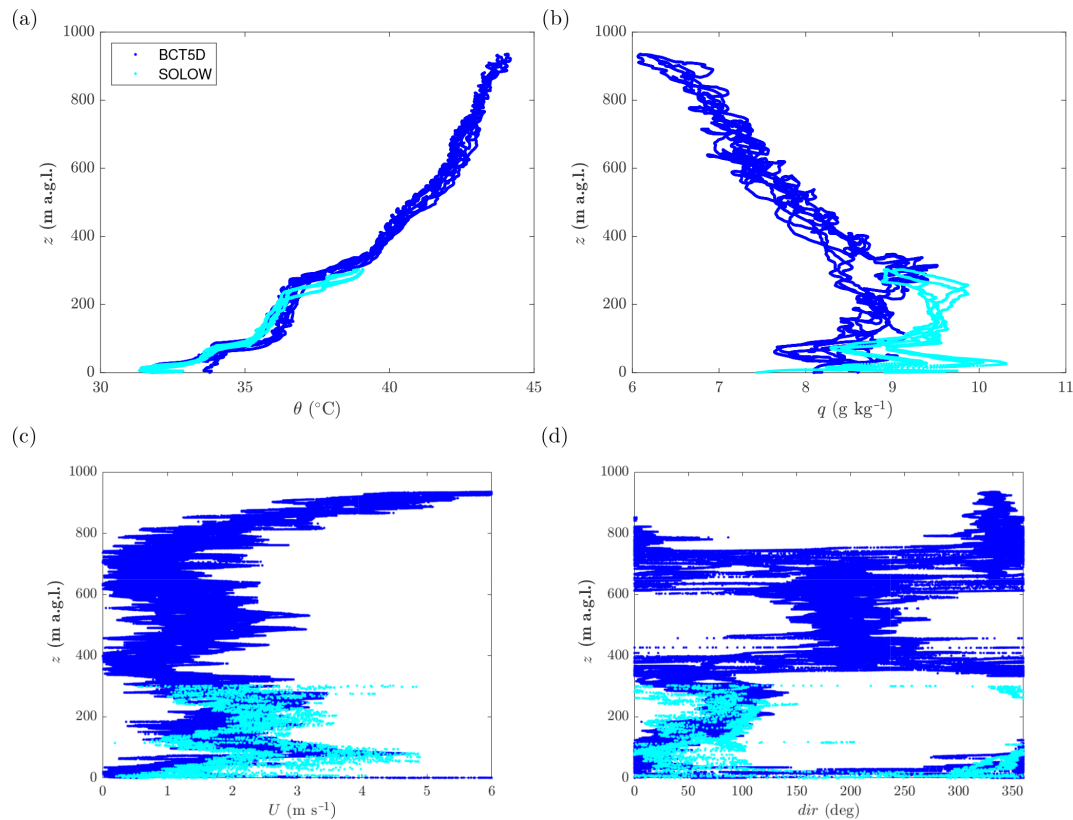 (a)
1000
800
600
400
200
0
z (m a.g.l.)
BCT5D
SOLOW
30 35 40 45
θ (°C)
(b)
1000
800
600
400
200
0
z (m a.g.l.)
6 7 8 9 10 11
q (g kg⁻¹)
(c)
1000
800
600
400
200
0
z (m a.g.l.)
0 1 2 3 4 5 6
U (m s⁻¹)
(d)
1000
800
600
400
200
0
z (m a.g.l.)
0 50 100 150 200 250 300 350
dir (deg)